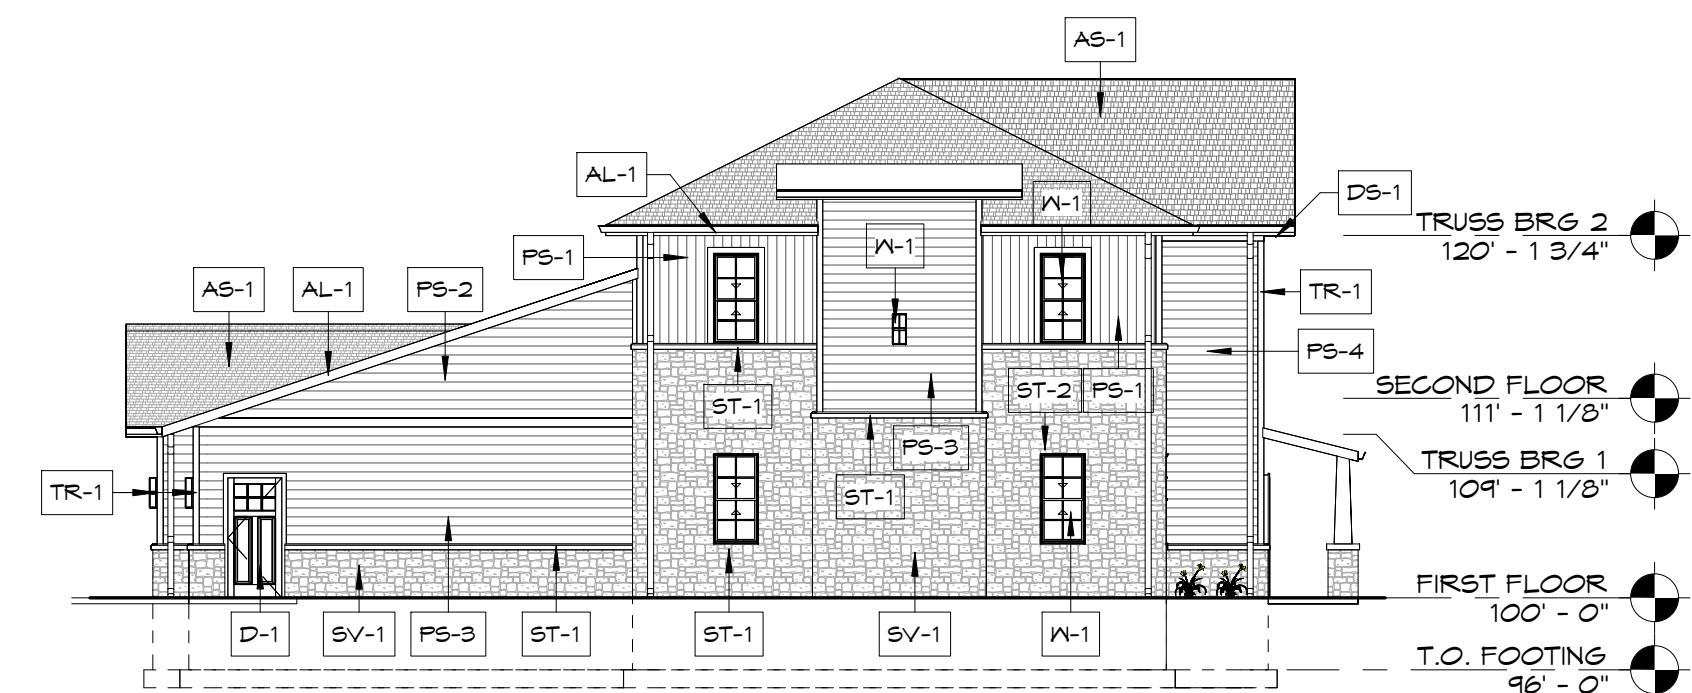 AS-1
AL-1
DS-1
W-1
TRUSS BRG 2
120' - 1 3/4"
PS-1
W-1
AS-1
AL-1
PS-2
TR-1
PS-4
SECOND FLOOR
111' - 1 1/8"
ST-1
ST-2
PS-1
PS-3
TRUSS BRG 1
109' - 1 1/8"
TR-1
ST-1
FIRST FLOOR
100' - 0"
D-1
SV-1
PS-3
ST-1
ST-1
SV-1
W-1
T.O. FOOTING
96' - 0"